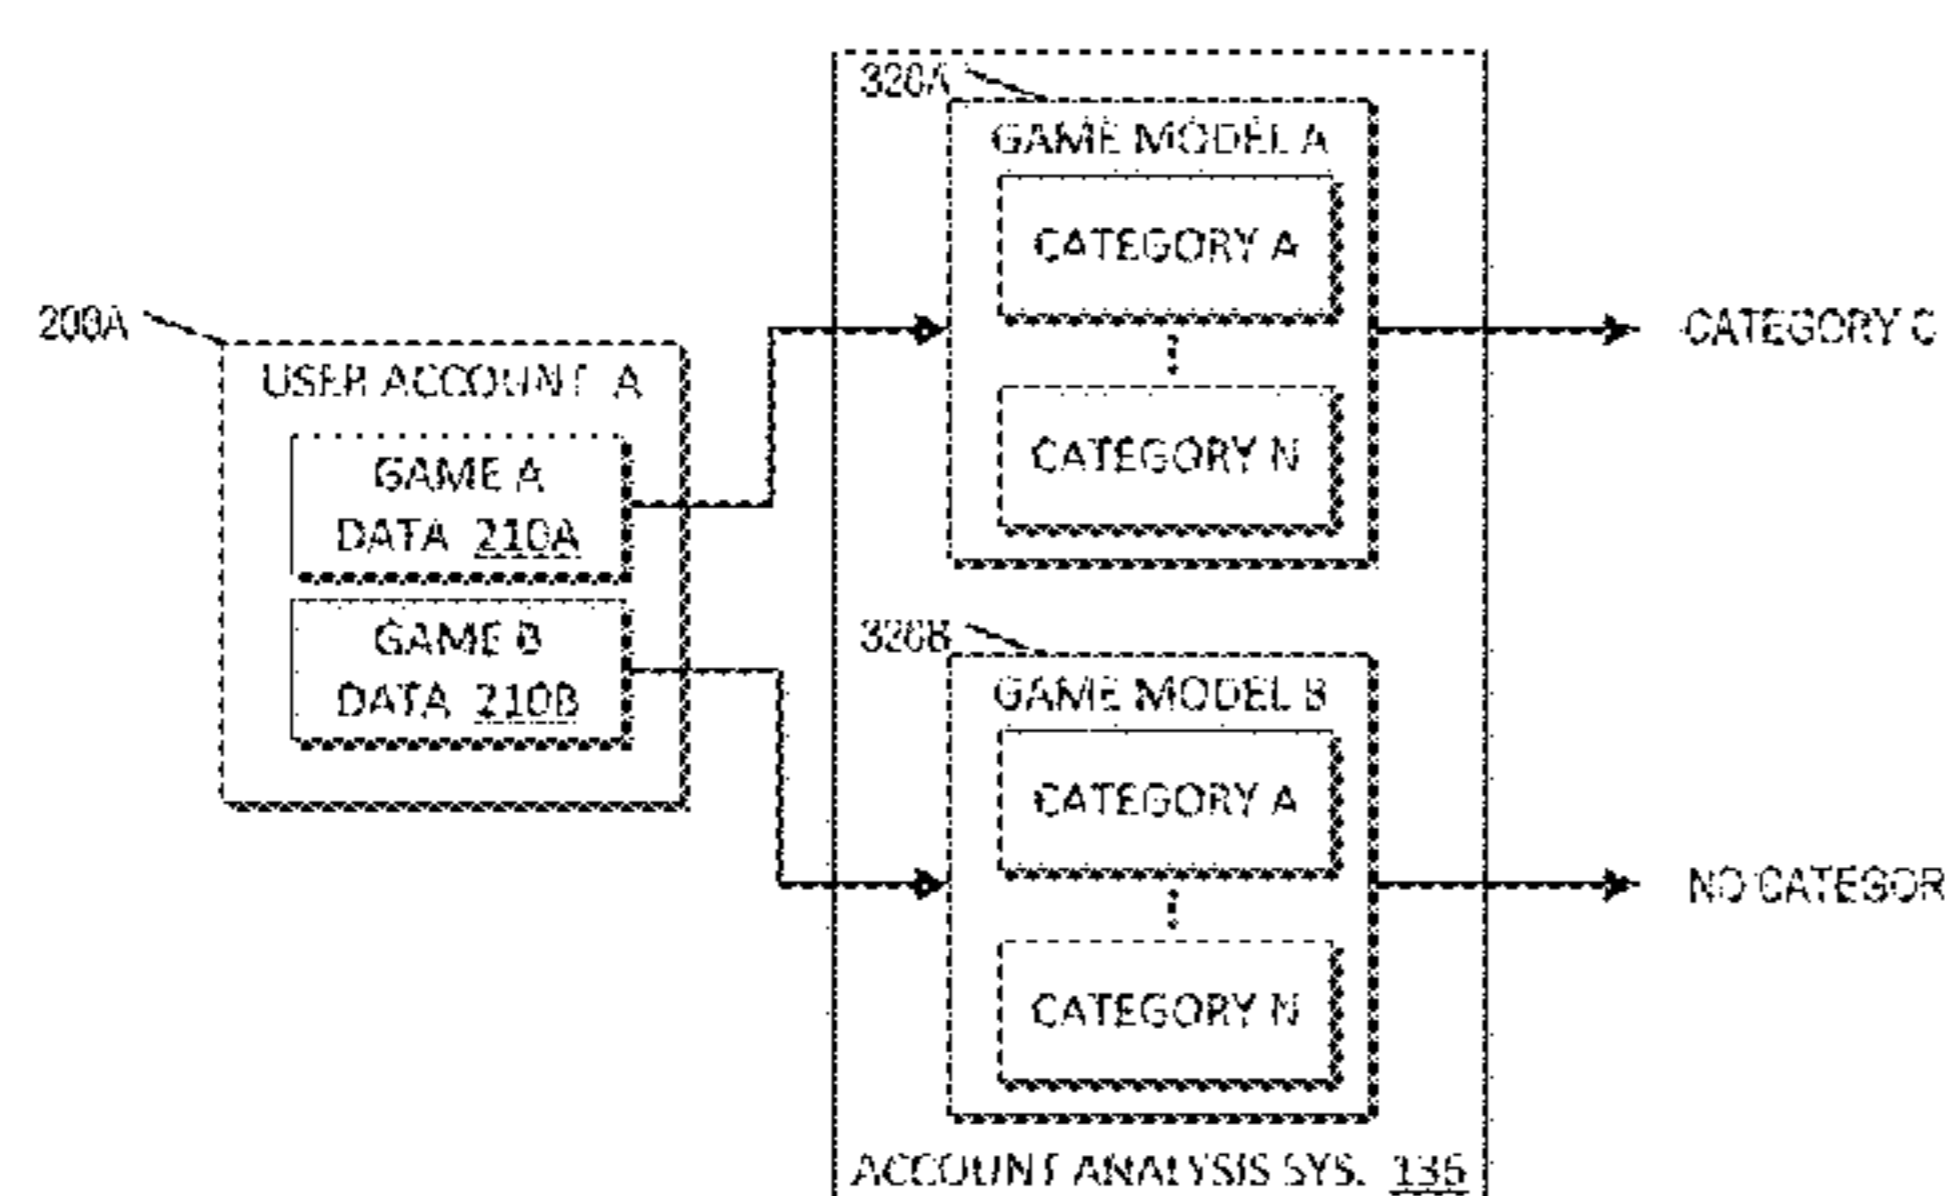 200A
USER ACCOUNT A
GAME A
DATA 210A
GAME B
DATA 210B
320A
GAME MODEL A
CATEGORY A
CATEGORY N
320B
GAME MODEL B
CATEGORY A
CATEGORY N
ACCOUNT ANALYSIS SYS. 136
CATEGORY C
NO CATEGOR